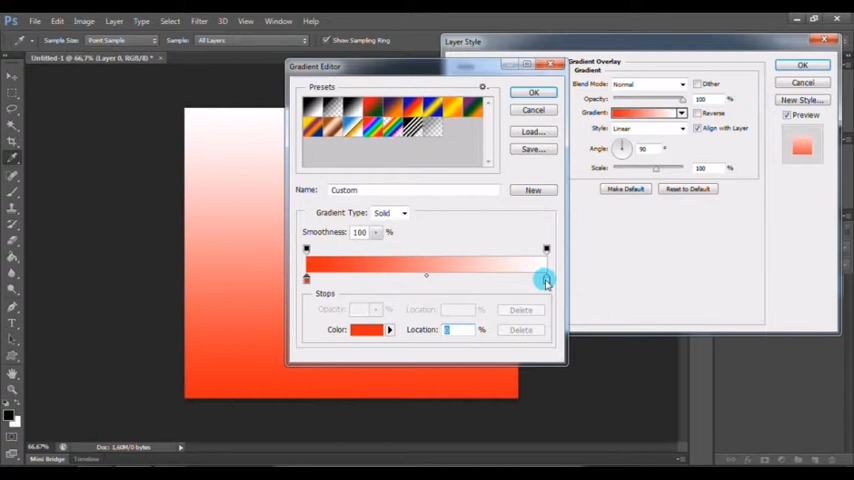 Ps File Edit Image Layer Type Select Filter 3D View Window Help
Sample Size: Point Sample Sample: All Layers Show Sampling Ring
Untitled-1 @ 66,7% (Layer 0, RGB/8) * ×
Layer Style
Gradient Overlay
Gradient
Blend Mode: Normal Dither
Opacity: 100 %
Gradient: Reverse
Style: Linear Align with Layer
Angle: 90 °
Scale: 100 %
Make Default Reset to Default
OK
Cancel
New Style...
Preview
Gradient Editor
Presets
OK
Cancel
Load...
Save...
Name: Custom New
Gradient Type: Solid
Smoothness: 100 %
Stops
Opacity: % Location: % Delete
Color: Location: 0 % Delete
66.67% Doc: 1,60M/0 bytes
Mini Bridge Timeline